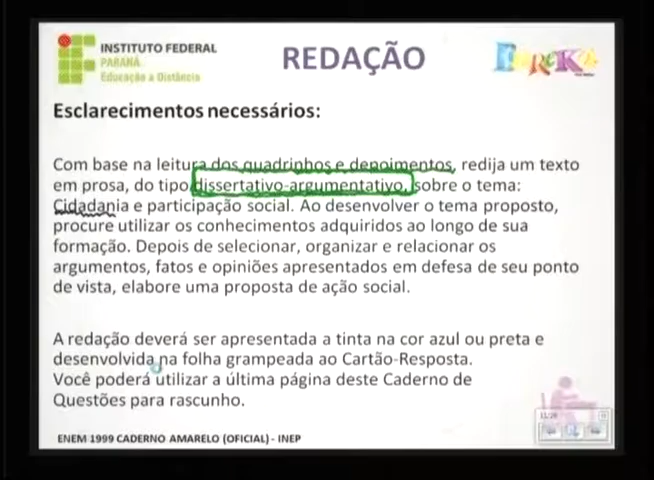 INSTITUTO FEDERAL
PARANÁ
Educação a Distância
REDAÇÃO
EUREKA
Esclarecimentos necessários:
Com base na leitura dos quadrinhos e depoimentos, redija um texto
em prosa, do tipo dissertativo-argumentativo, sobre o tema:
Cidadania e participação social. Ao desenvolver o tema proposto,
procure utilizar os conhecimentos adquiridos ao longo de sua
formação. Depois de selecionar, organizar e relacionar os
argumentos, fatos e opiniões apresentados em defesa de seu ponto
de vista, elabore uma proposta de ação social.
A redação deverá ser apresentada a tinta na cor azul ou preta e
desenvolvida na folha grampeada ao Cartão-Resposta.
Você poderá utilizar a última página deste Caderno de
Questões para rascunho.
ENEM 1999 CADERNO AMARELO (OFICIAL) - INEP